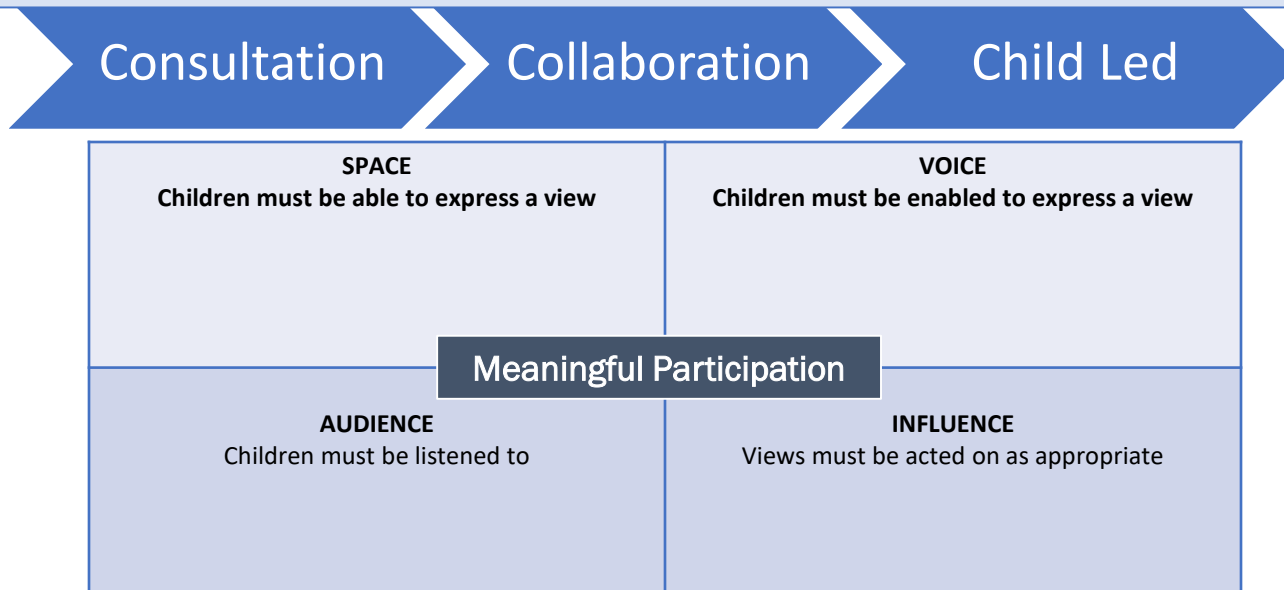 Consultation
Collaboration
Child Led
SPACE
Children must be able to express a view
VOICE
Children must be enabled to express a view
Meaningful Participation
AUDIENCE
Children must be listened to
INFLUENCE
Views must be acted on as appropriate